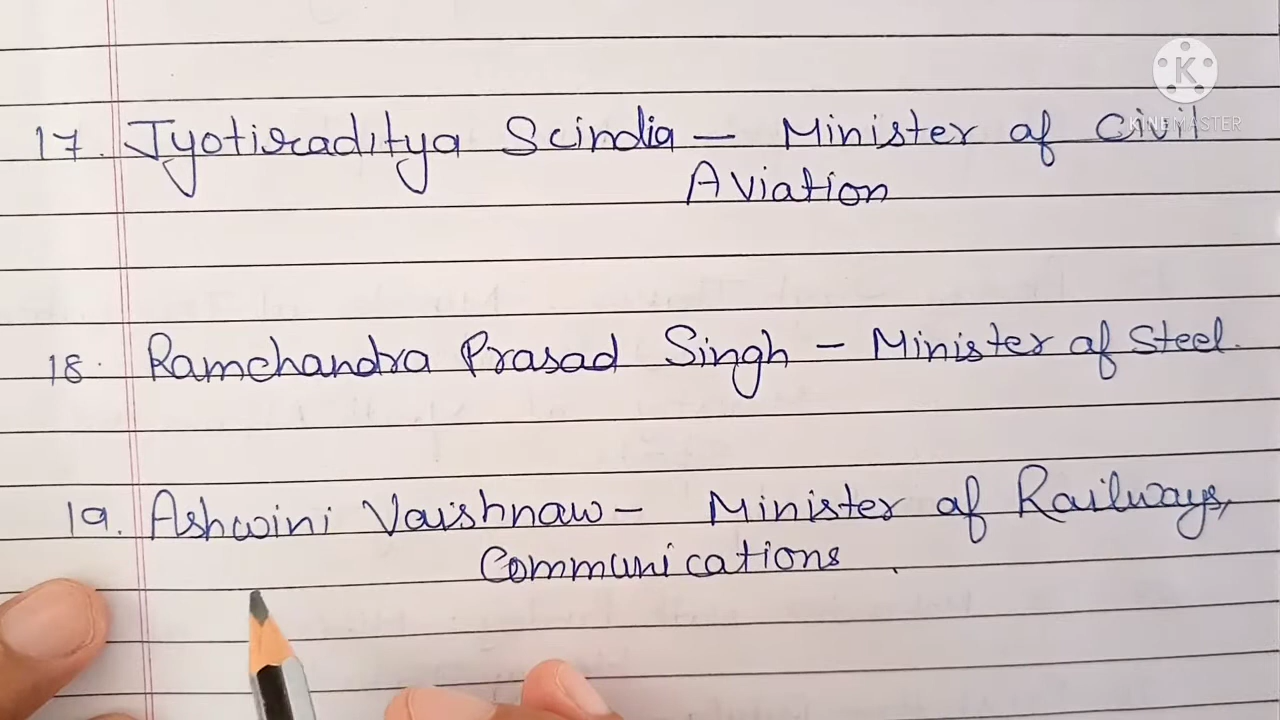 17. Jyotiraditya Scindia – Minister of Civil
Aviation
18. Ramchandra Prasad Singh – Minister of Steel.
19. Ashwini Vaishnaw – Minister of Railways,
Communications
K
KINEMASTER